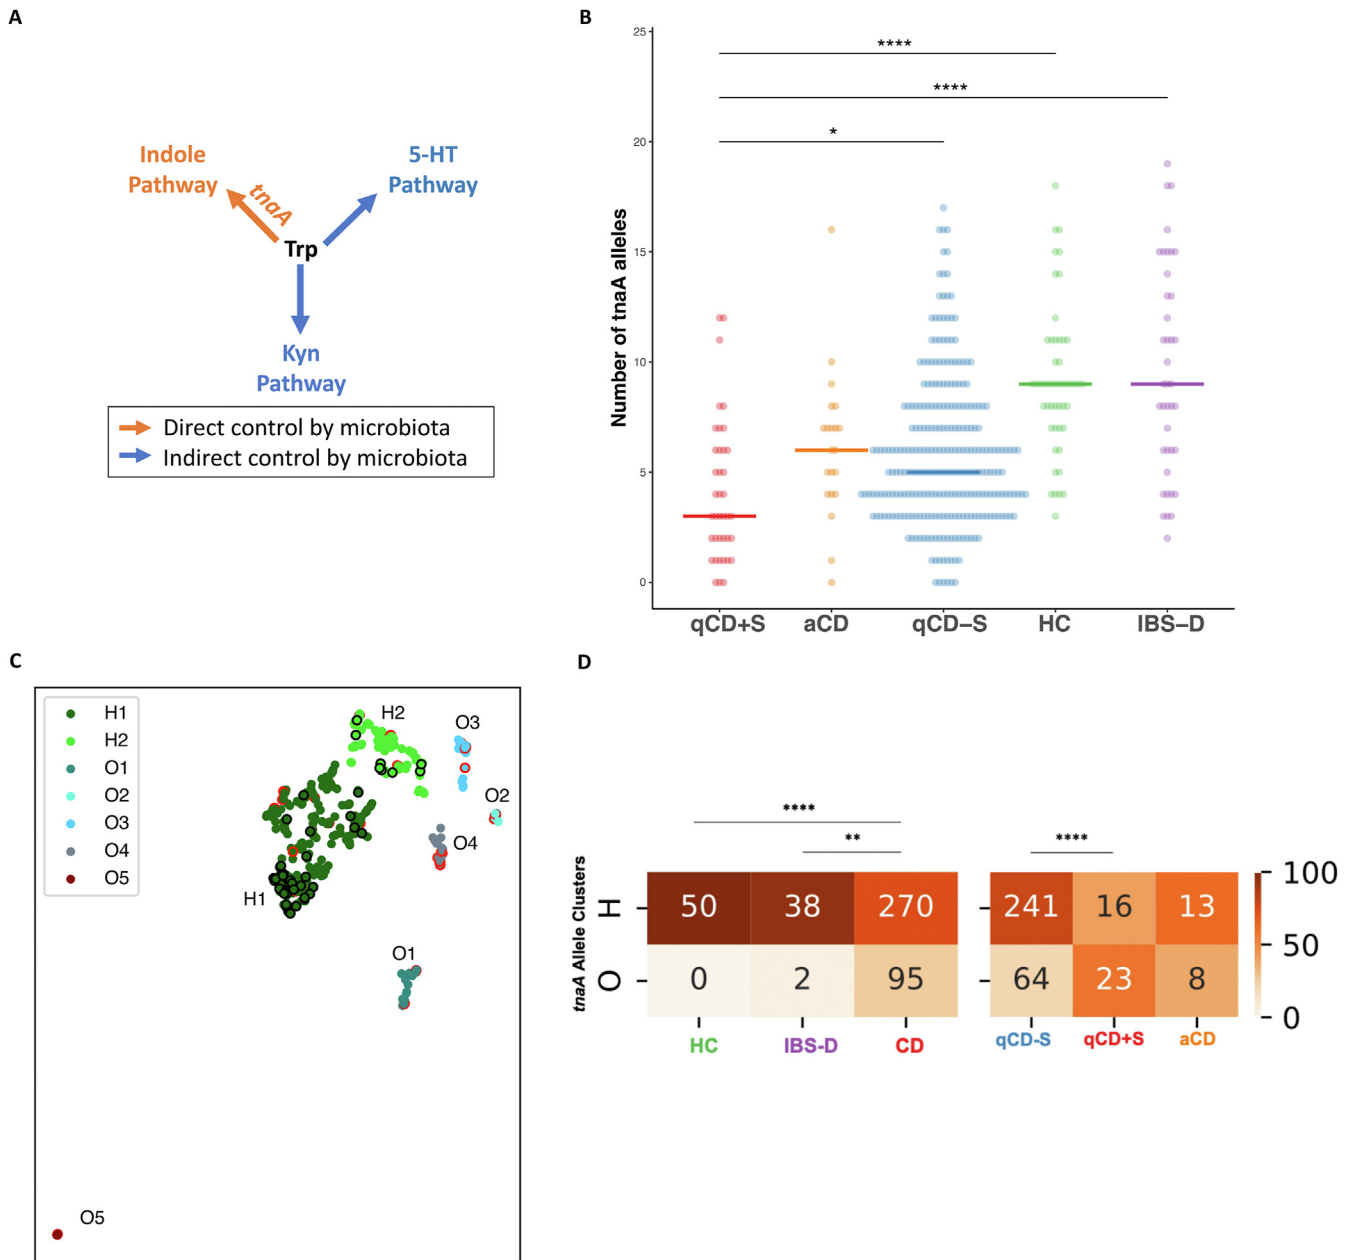 A
Indole
Pathway
tnaA
5-HT
Pathway
Trp
Kyn
Pathway
Direct control by microbiota
Indirect control by microbiota
B
Number of tnaA alleles
25
20
15
10
5
0
****
****
*
qCD+S
aCD
qCD–S
HC
IBS–D
C
H1
H2
O1
O2
O3
O4
O5
H2
O3
O2
O4
H1
O1
O5
D
****
**
****
tnaA Allele Clusters
H
O
50 38 270
0 2 95
HC IBS-D CD
241 16 13
64 23 8
qCD-S qCD+S aCD
100
50
0